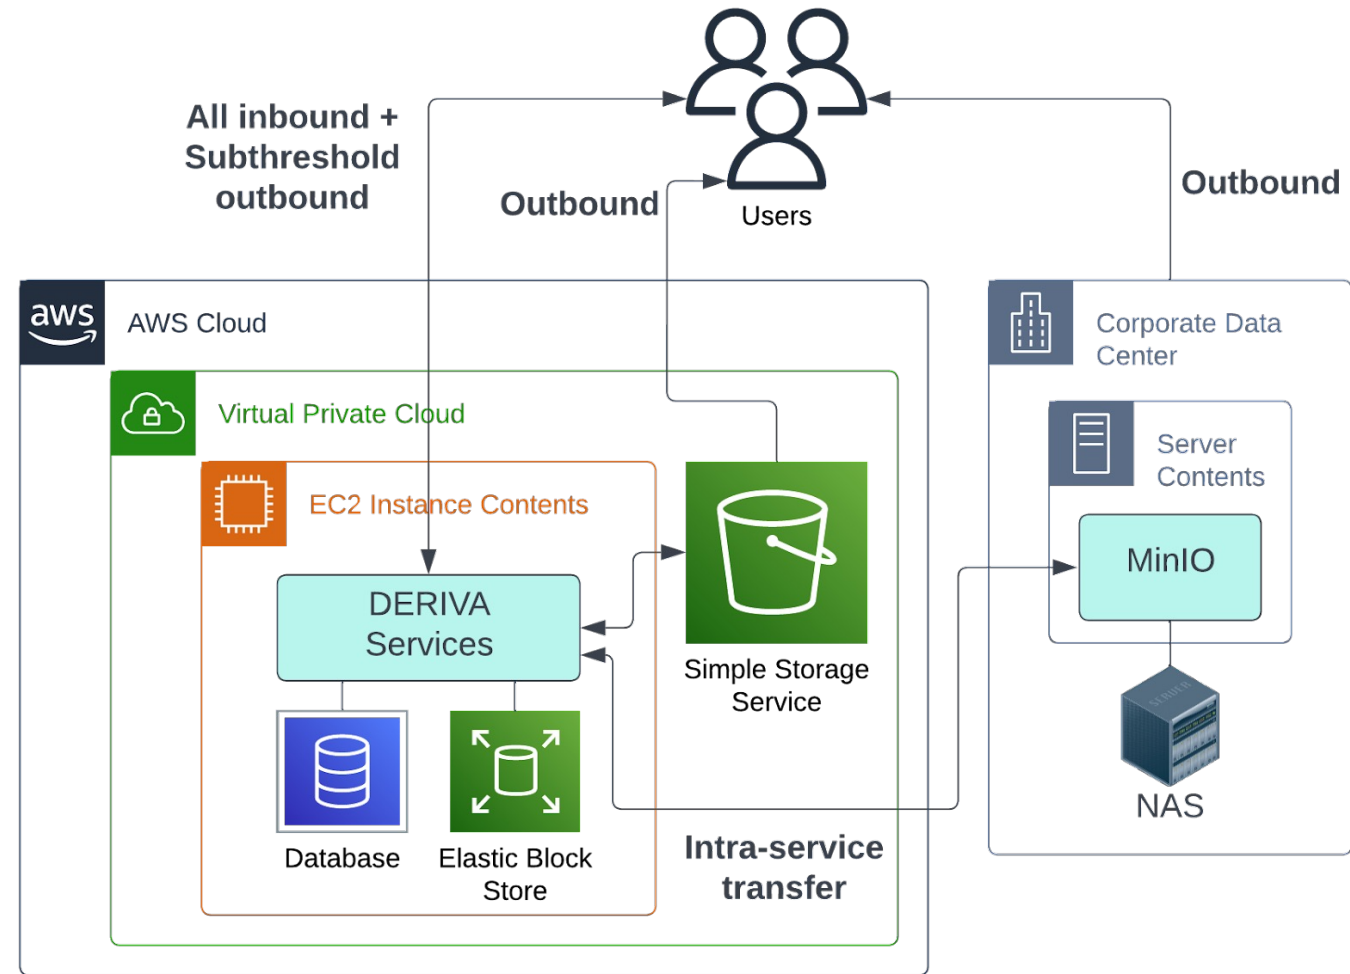 All inbound +
Subthreshold
outbound
Outbound
Users
Outbound
aws
AWS Cloud
Corporate Data
Center
Virtual Private Cloud
Server
Contents
EC2 Instance Contents
MinIO
DERIVA
Services
Simple Storage
Service
SERVER
NAS
Database
Elastic Block
Store
Intra-service
transfer